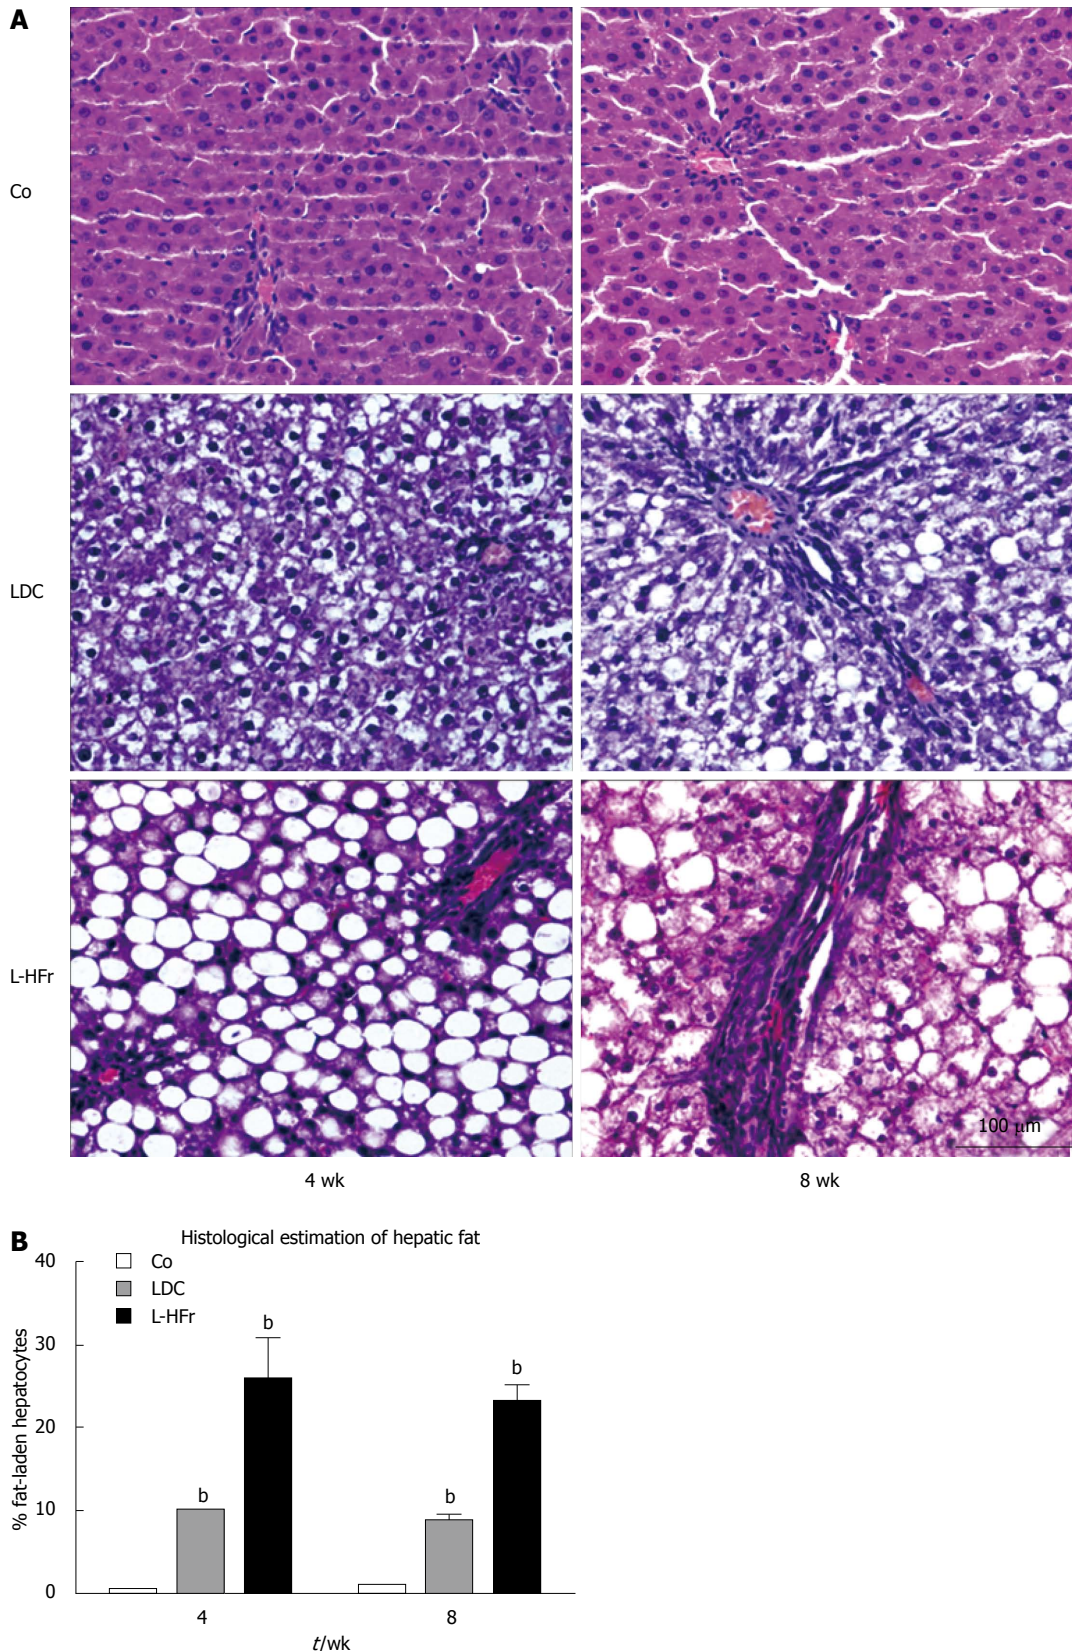 A
Co
LDC
L-HFr
100 μm
4 wk
8 wk
B
Histological estimation of hepatic fat
% fat-laden hepatocytes
40
30
20
10
0
Co
LDC
L-HFr
b
b
b
b
4
8
t/wk